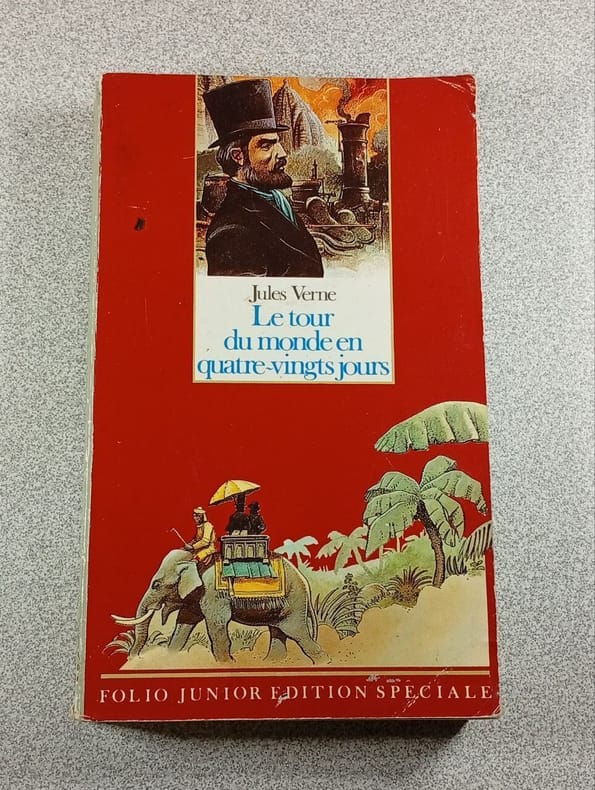 Jules Verne
Le tour
du monde en
quatre-vingts jours
FOLIO JUNIOR EDITION SPECIALE